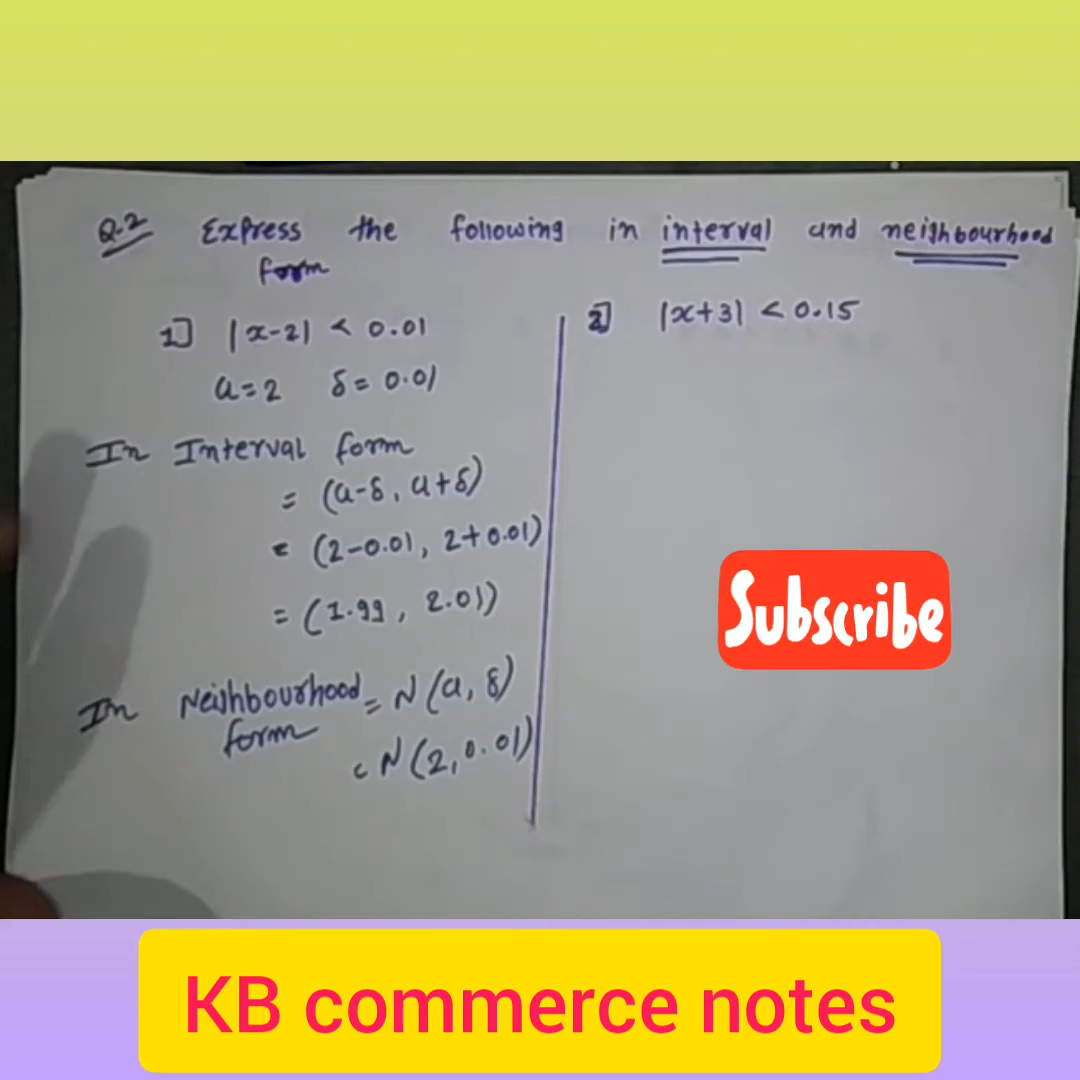 Q.2 Express the following in interval and neighbourhood
form
1] |x-2| < 0.01
a=2 δ= 0.01
In Interval form
= (a-δ, a+δ)
= (2-0.01, 2+0.01)
= (1.99, 2.01)
In Neighbourhood = N(a, δ)
form
= N(2, 0.01)
2] |x+3| < 0.15
Subscribe
KB commerce notes